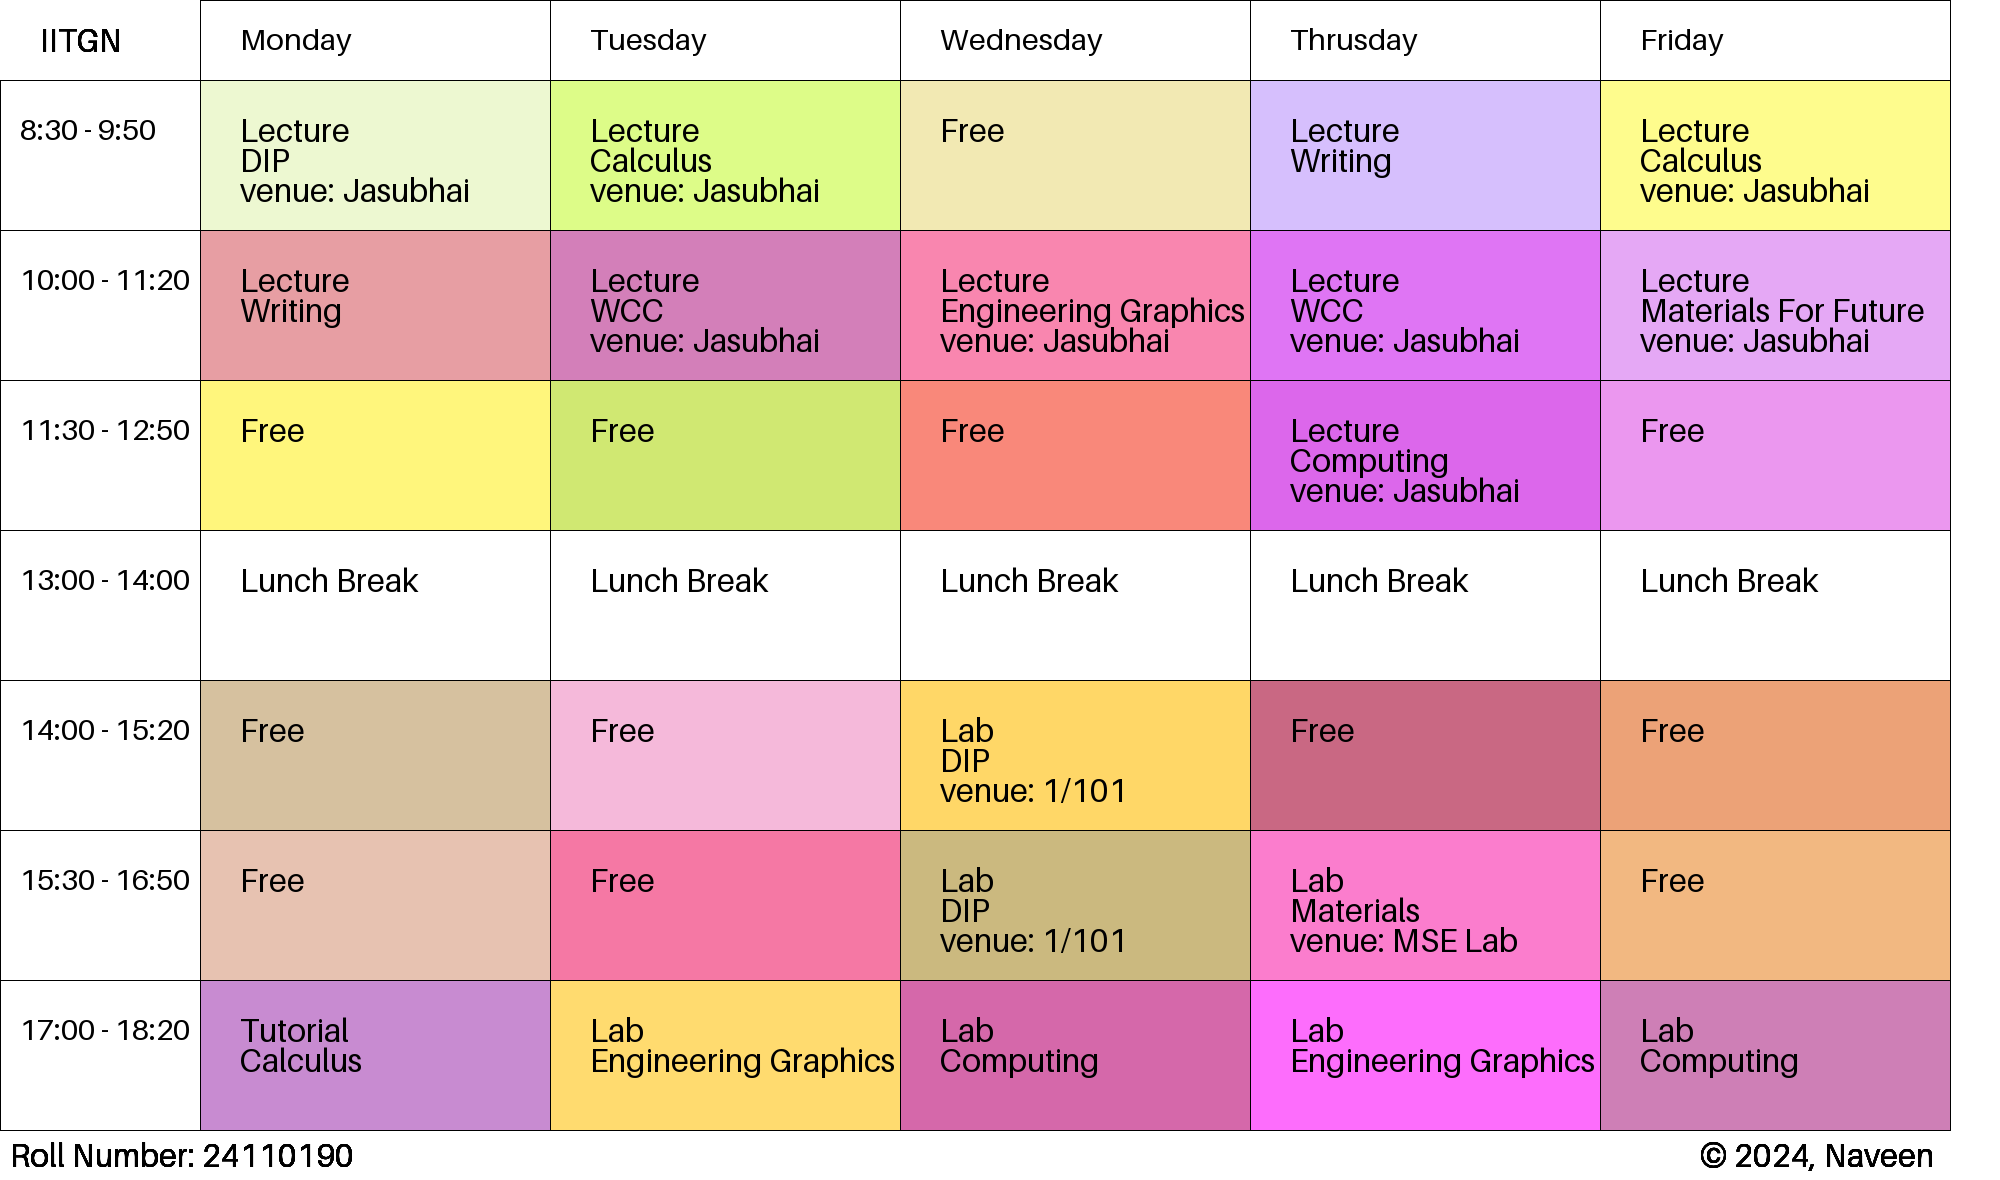 IITGN Monday Tuesday Wednesday Thrusday Friday
8:30 - 9:50
Lecture
DIP
venue: Jasubhai
Lecture
Calculus
venue: Jasubhai
Free
Lecture
Writing
Lecture
Calculus
venue: Jasubhai
10:00 - 11:20
Lecture
Writing
Lecture
WCC
venue: Jasubhai
Lecture
Engineering Graphics
venue: Jasubhai
Lecture
WCC
venue: Jasubhai
Lecture
Materials For Future
venue: Jasubhai
11:30 - 12:50
Free
Free
Free
Lecture
Computing
venue: Jasubhai
Free
13:00 - 14:00
Lunch Break
Lunch Break
Lunch Break
Lunch Break
Lunch Break
14:00 - 15:20
Free
Free
Lab
DIP
venue: 1/101
Free
Free
15:30 - 16:50
Free
Free
Lab
DIP
venue: 1/101
Lab
Materials
venue: MSE Lab
Free
17:00 - 18:20
Tutorial
Calculus
Lab
Engineering Graphics
Lab
Computing
Lab
Engineering Graphics
Lab
Computing
Roll Number: 24110190
© 2024, Naveen